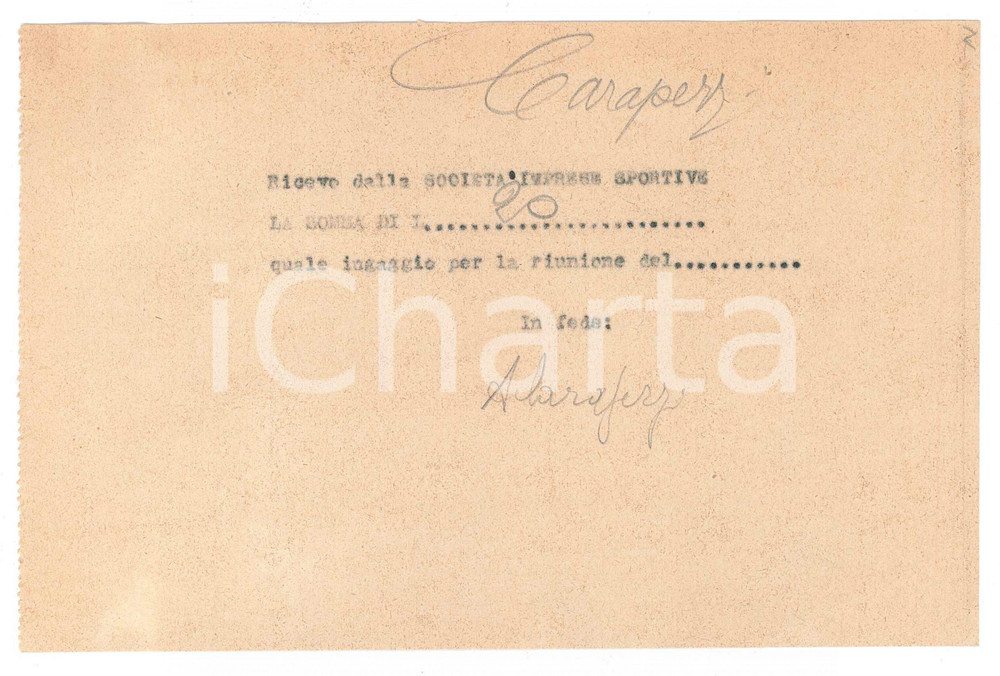 Carapezz
Ricevo dalla SOCIETA' IMPRESE SPORTIVE
LA SOMMA DI L. 20 ........................
quale ingaggio per la riunione del............
In fede:
A Carapezz
iCharta